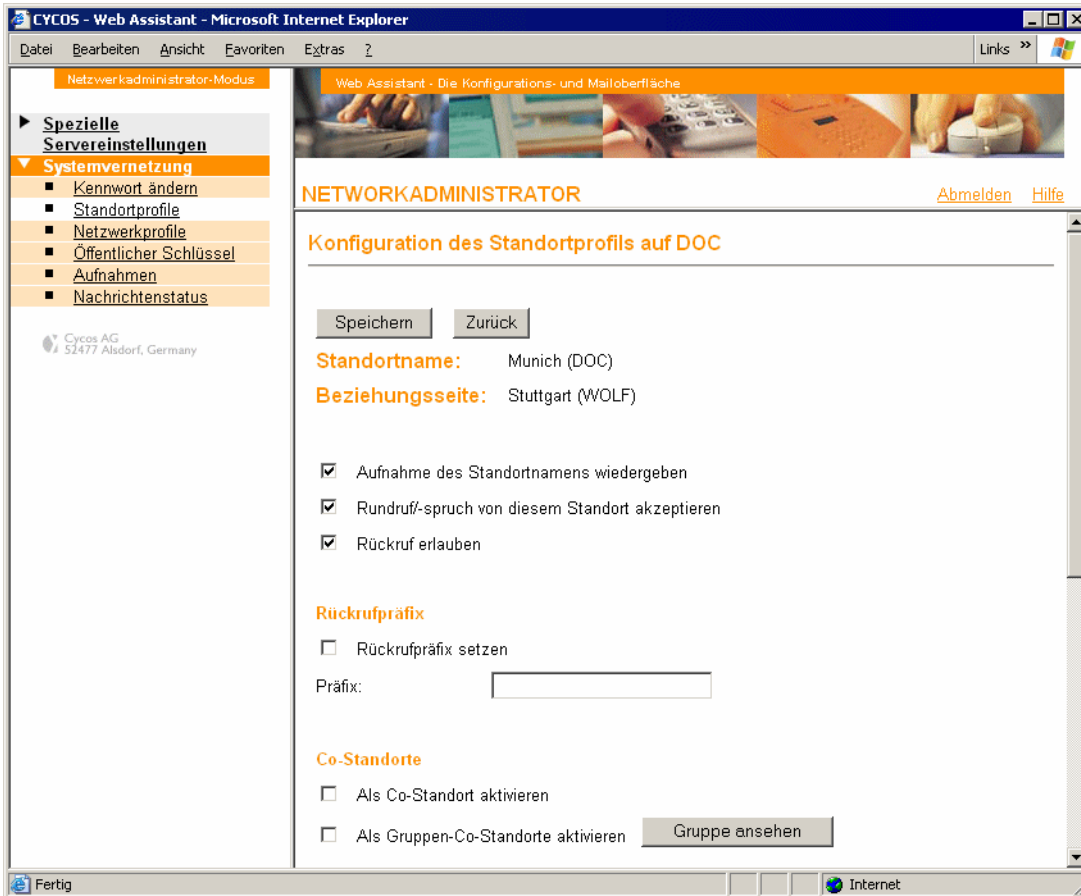 CYCOS - Web Assistant - Microsoft Internet Explorer
Datei Bearbeiten Ansicht Favoriten Extras ? Links »
Netzwerkadministrator-Modus
Spezielle
Servereinstellungen
Systemvernetzung
Kennwort ändern
Standortprofile
Netzwerkprofile
Öffentlicher Schlüssel
Aufnahmen
Nachrichtenstatus
Cycos AG
52477 Alsdorf, Germany
Web Assistant - Die Konfigurations- und Mailoberfläche
NETWORKADMINISTRATOR Abmelden Hilfe
Konfiguration des Standortprofils auf DOC
Speichern Zurück
Standortname: Munich (DOC)
Beziehungsseite: Stuttgart (WOLF)
Aufnahme des Standortnamens wiedergeben
Rundruf/-spruch von diesem Standort akzeptieren
Rückruf erlauben
Rückrufpräfix
Rückrufpräfix setzen
Präfix:
Co-Standorte
Als Co-Standort aktivieren
Als Gruppen-Co-Standorte aktivieren Gruppe ansehen
Fertig Internet